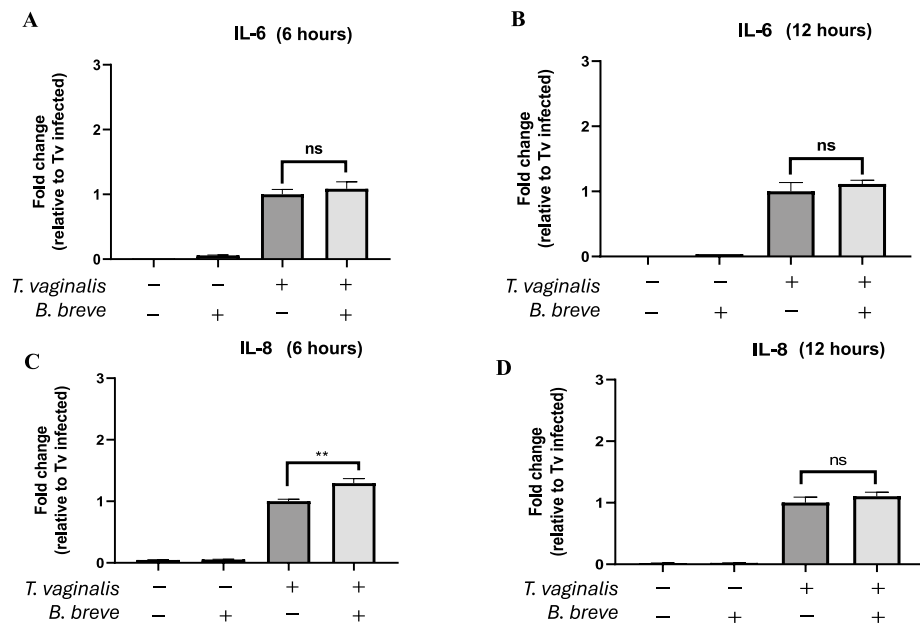 A
IL-6 (6 hours)
Fold change
(relative to Tv infected)
3
2
1
0
ns
T. vaginalis − − + +
B. breve − + − +
B
IL-6 (12 hours)
Fold change
(relative to Tv infected)
3
2
1
0
ns
− − + +
− + − +
C
IL-8 (6 hours)
Fold change
(relative to Tv infected)
3
2
1
0
**
T. vaginalis − − + +
B. breve − + − +
D
IL-8 (12 hours)
Fold change
(relative to Tv infected)
3
2
1
0
ns
T. vaginalis − − + +
B. breve − + − +